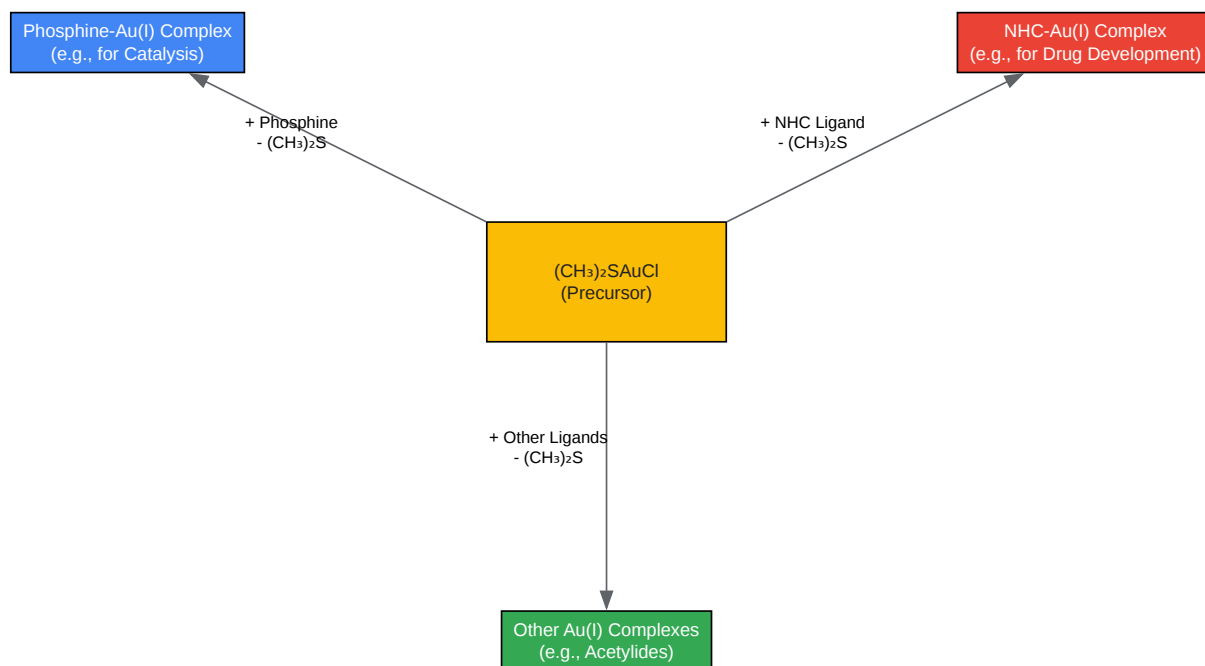 Phosphine-Au(I) Complex
(e.g., for Catalysis)
NHC-Au(I) Complex
(e.g., for Drug Development)
+ Phosphine
- (CH₃)₂S
+ NHC Ligand
- (CH₃)₂S
(CH₃)₂SAuCl
(Precursor)
+ Other Ligands
- (CH₃)₂S
Other Au(I) Complexes
(e.g., Acetylides)